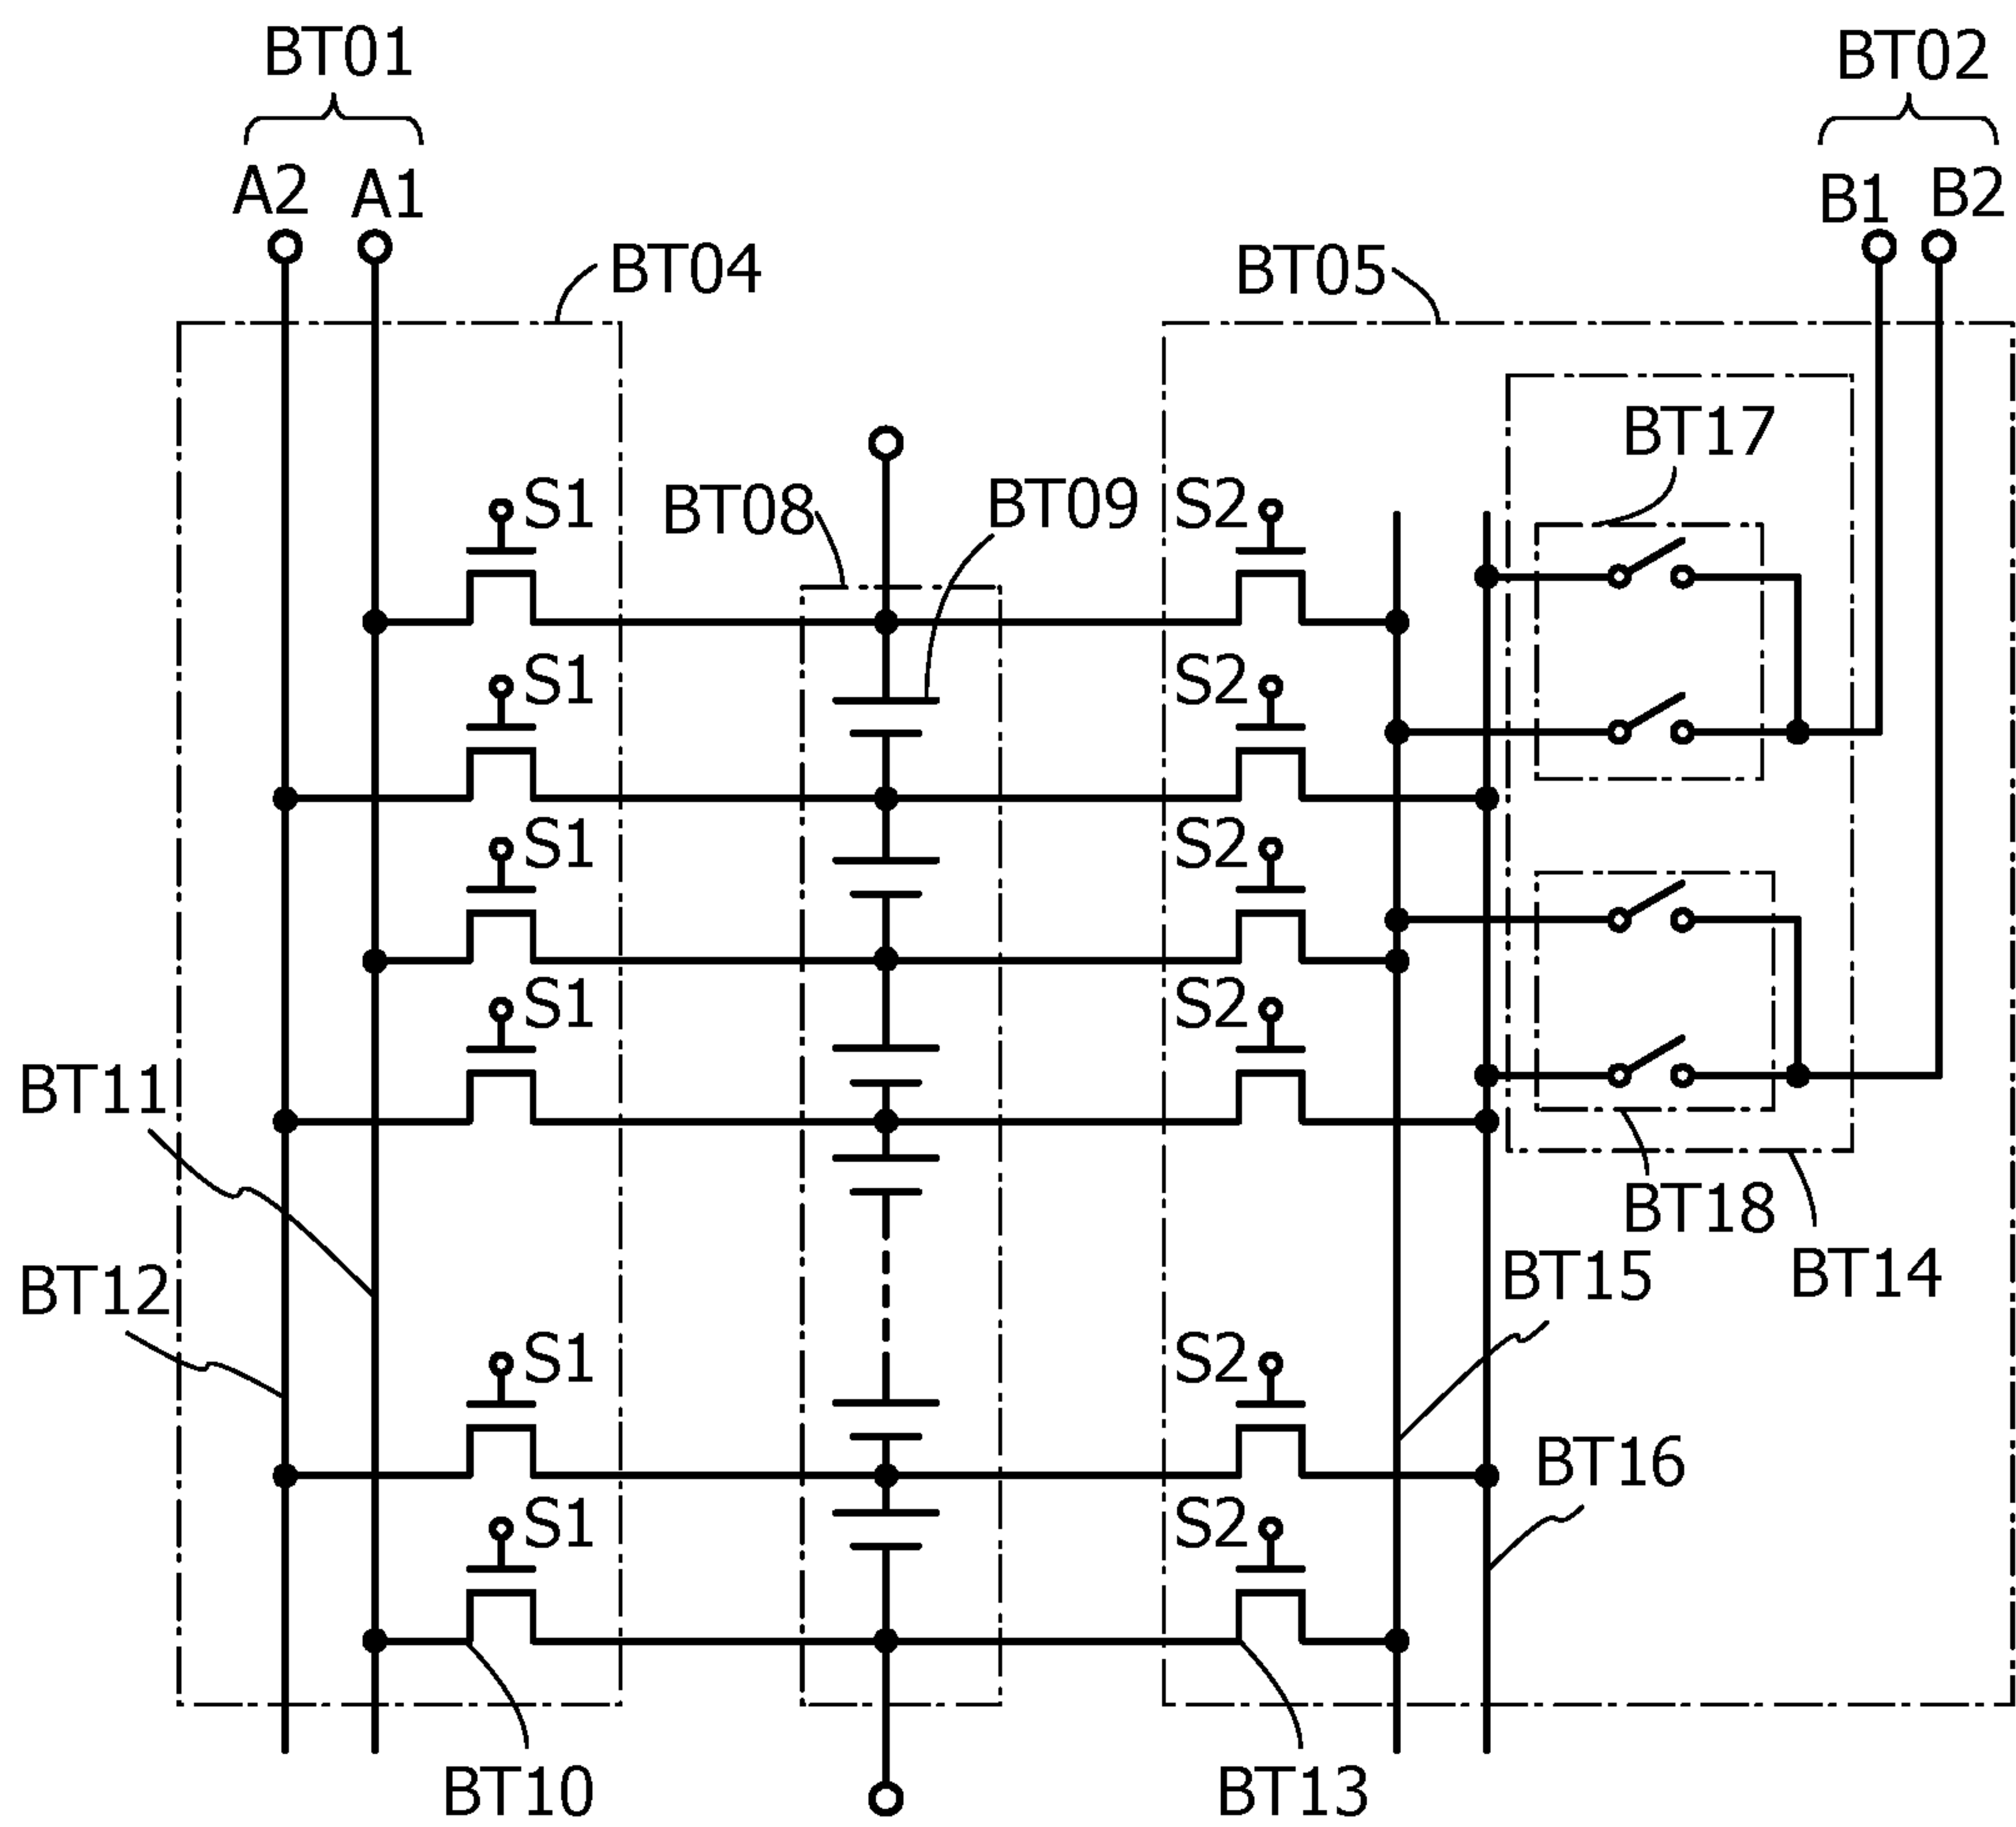 BT01
BT02
A2 A1
B1 B2
BT04
BT05
BT17
S1
BT08
BT09
S2
S1
S2
S1
S2
S1
S2
BT11
BT18
BT12
BT15
BT14
S1
S2
BT16
S1
S2
BT10
BT13